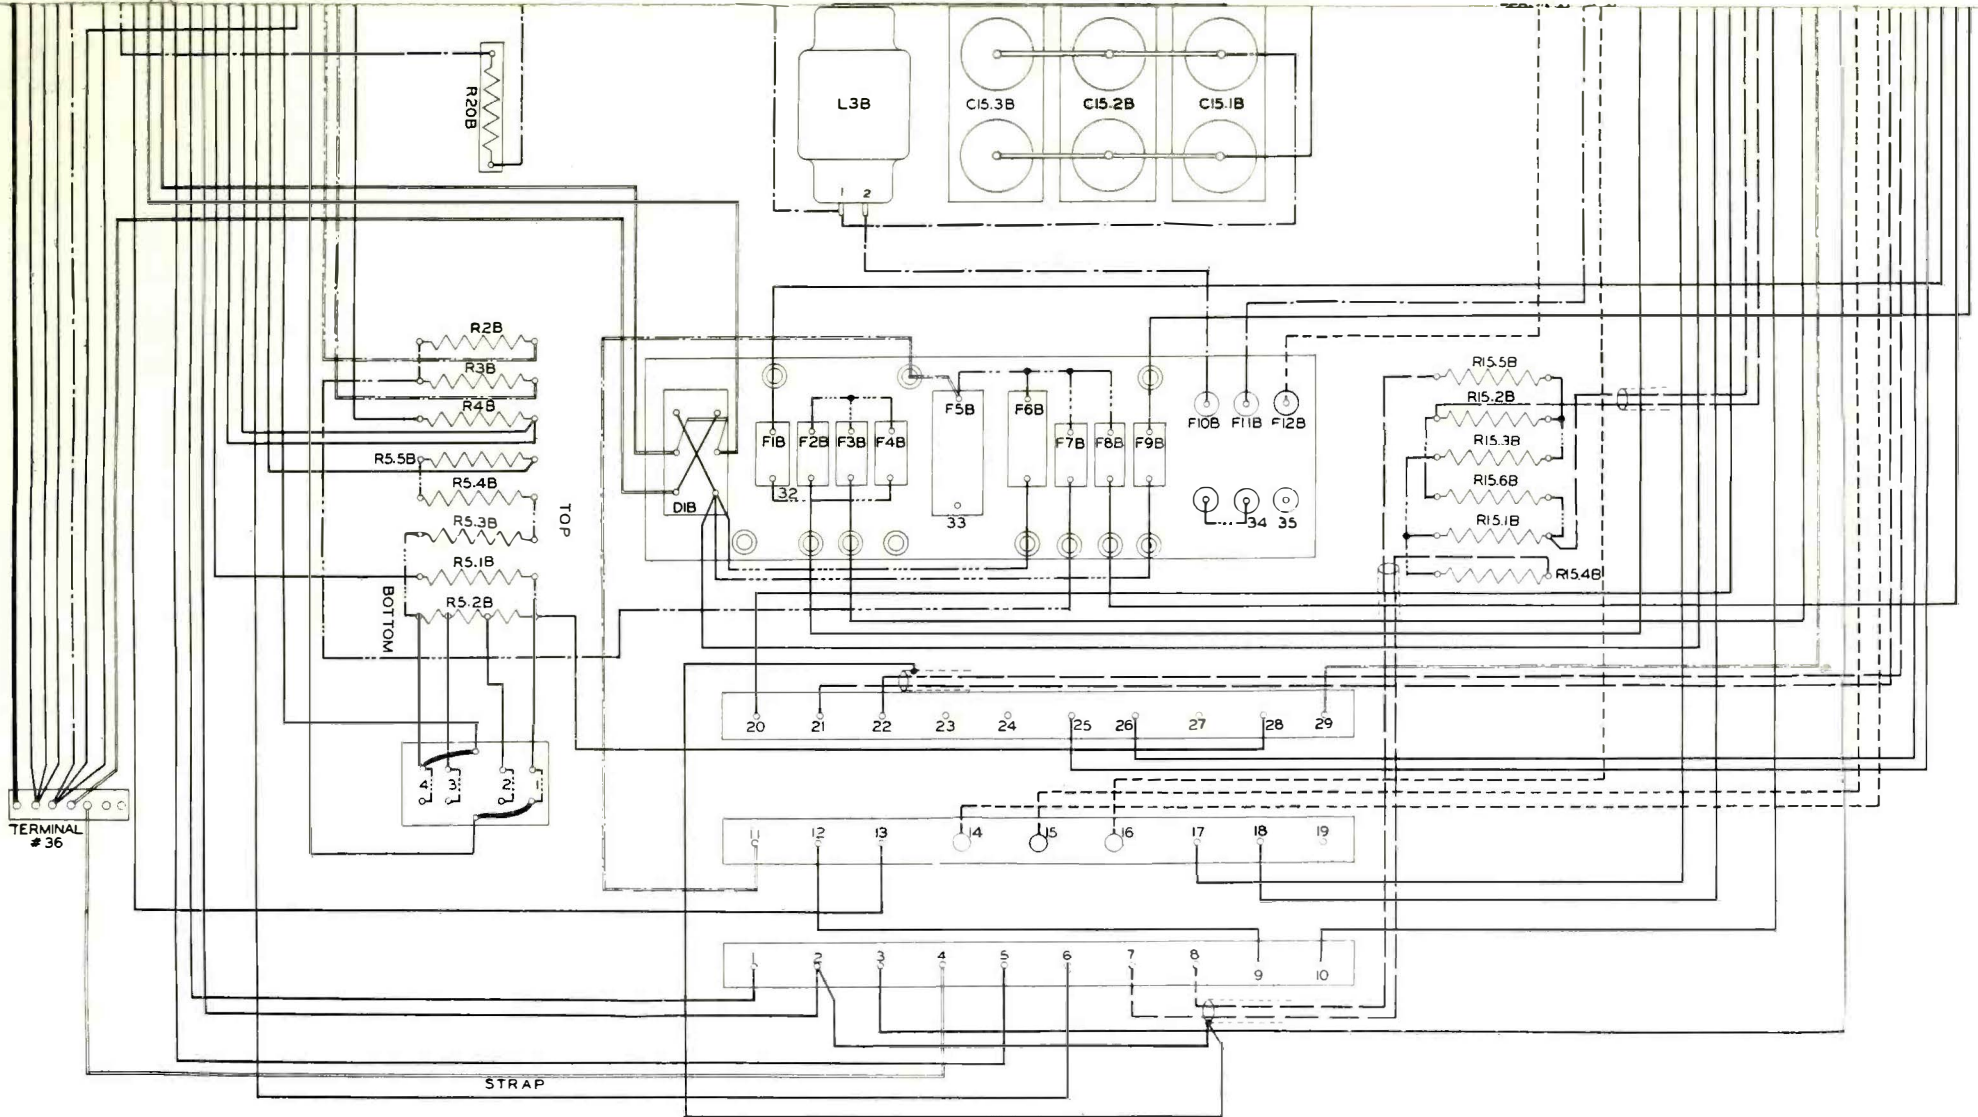 R20B
L3B
C15.3B
C15.2B
C15.1B
1 2
R2B
R3B
R4B
R5.5B
R5.4B
R5.3B
R5.1B
R5.2B
TOP
BOTTOM
D1B
F1B
F2B
F3B
F4B
F5B
F6B
F7B
F8B
F9B
F10B
F11B
F12B
32
33
34
35
R15.5B
R15.2B
R15.3B
R15.6B
R15.1B
R15.4B
20 21 22 23 24 25 26 27 28 29
4 3 2 1
TERMINAL
#36
11 12 13 14 15 16 17 18 19
1 2 3 4 5 6 7 8 9 10
STRAP